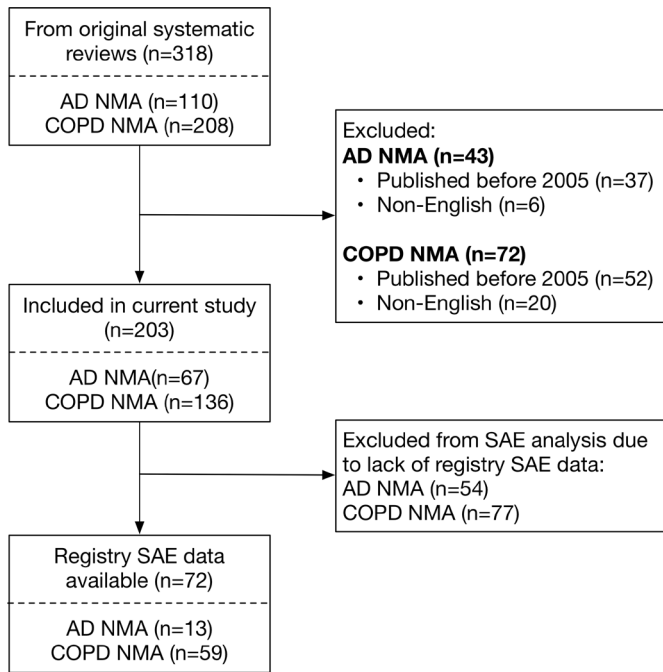 From original systematic
reviews (n=318)
AD NMA (n=110)
COPD NMA (n=208)
Excluded:
AD NMA (n=43)
• Published before 2005 (n=37)
• Non-English (n=6)
COPD NMA (n=72)
• Published before 2005 (n=52)
• Non-English (n=20)
Included in current study
(n=203)
AD NMA(n=67)
COPD NMA (n=136)
Excluded from SAE analysis due
to lack of registry SAE data:
AD NMA (n=54)
COPD NMA (n=77)
Registry SAE data
available (n=72)
AD NMA (n=13)
COPD NMA (n=59)